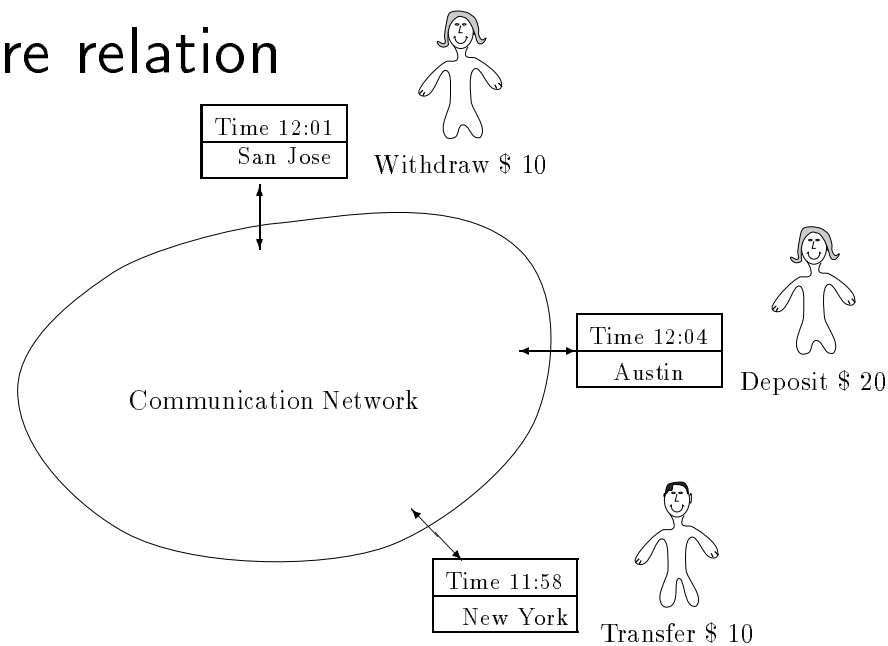 re relation
Time 12:01
San Jose
Withdraw $ 10
Time 12:04
Austin
Deposit $ 20
Communication Network
Time 11:58
New York
Transfer $ 10